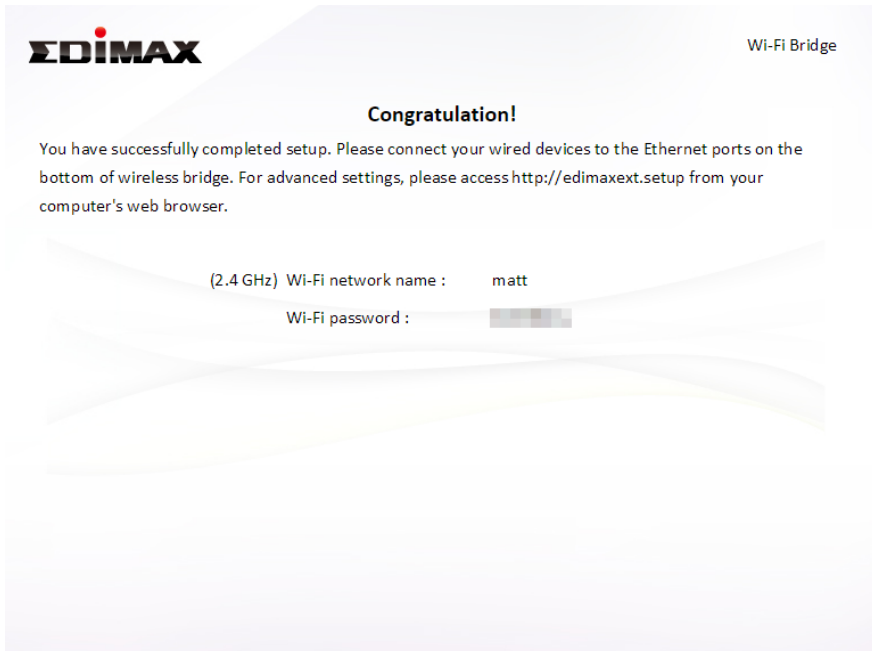 EDIMAX
Wi-Fi Bridge
Congratulation!
You have successfully completed setup. Please connect your wired devices to the Ethernet ports on the
bottom of wireless bridge. For advanced settings, please access http://edimaxext.setup from your
computer's web browser.
(2.4 GHz) Wi-Fi network name : matt
Wi-Fi password :